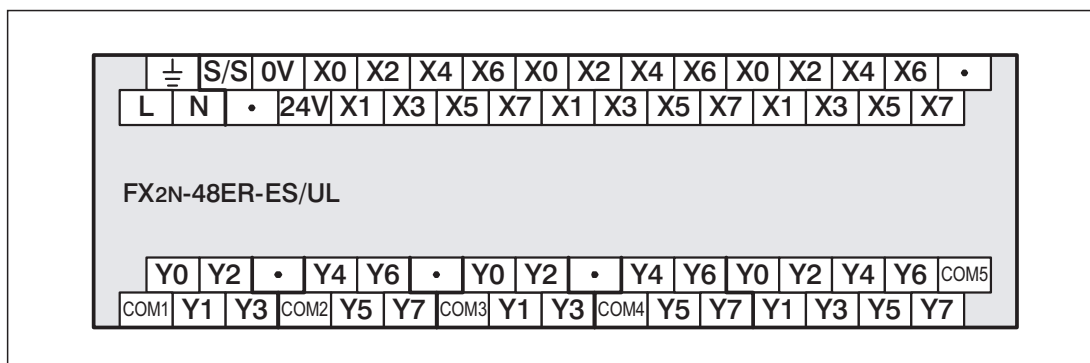 ⏚ S/S 0V X0 X2 X4 X6 X0 X2 X4 X6 X0 X2 X4 X6 •
L N • 24V X1 X3 X5 X7 X1 X3 X5 X7 X1 X3 X5 X7
FX2N-48ER-ES/UL
Y0 Y2 • Y4 Y6 • Y0 Y2 • Y4 Y6 Y0 Y2 Y4 Y6 COM5
COM1 Y1 Y3 COM2 Y5 Y7 COM3 Y1 Y3 COM4 Y5 Y7 Y1 Y3 Y5 Y7